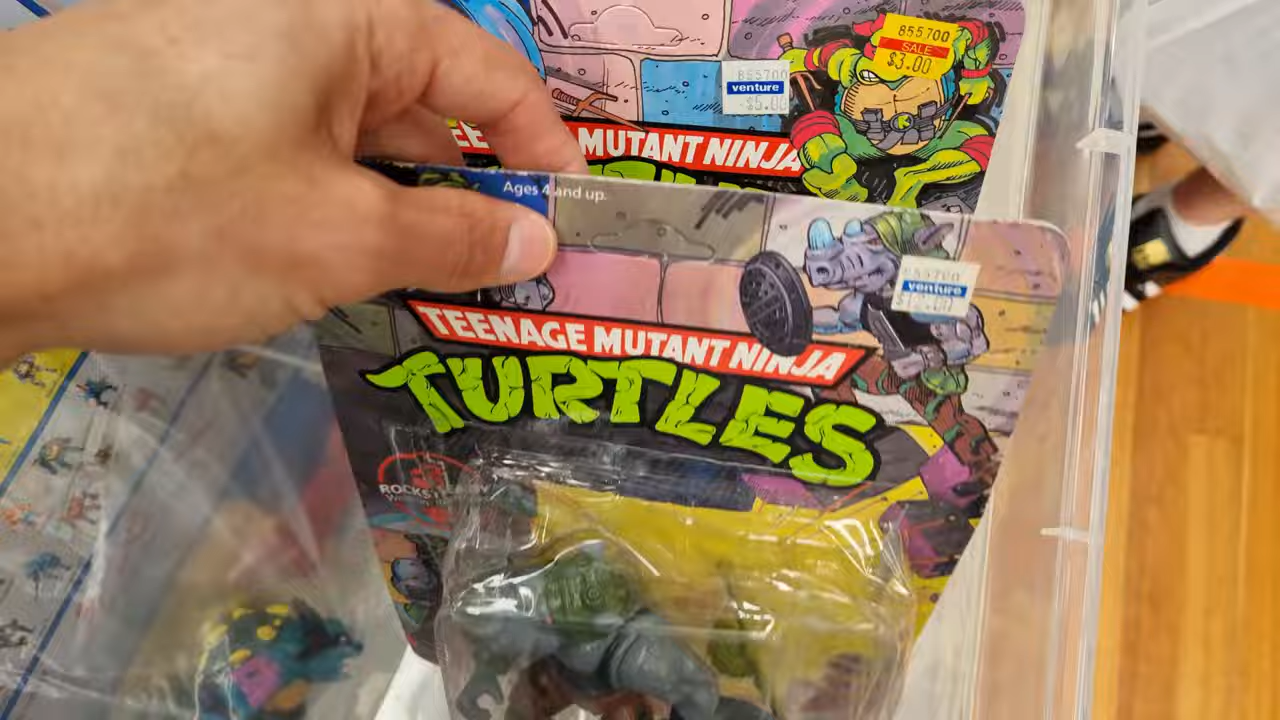 855700
SALE
$3.00
855700
venture
$5.00
MUTANT NINJA
Ages 4 and up.
855700
venture
TEENAGE MUTANT NINJA
TURTLES